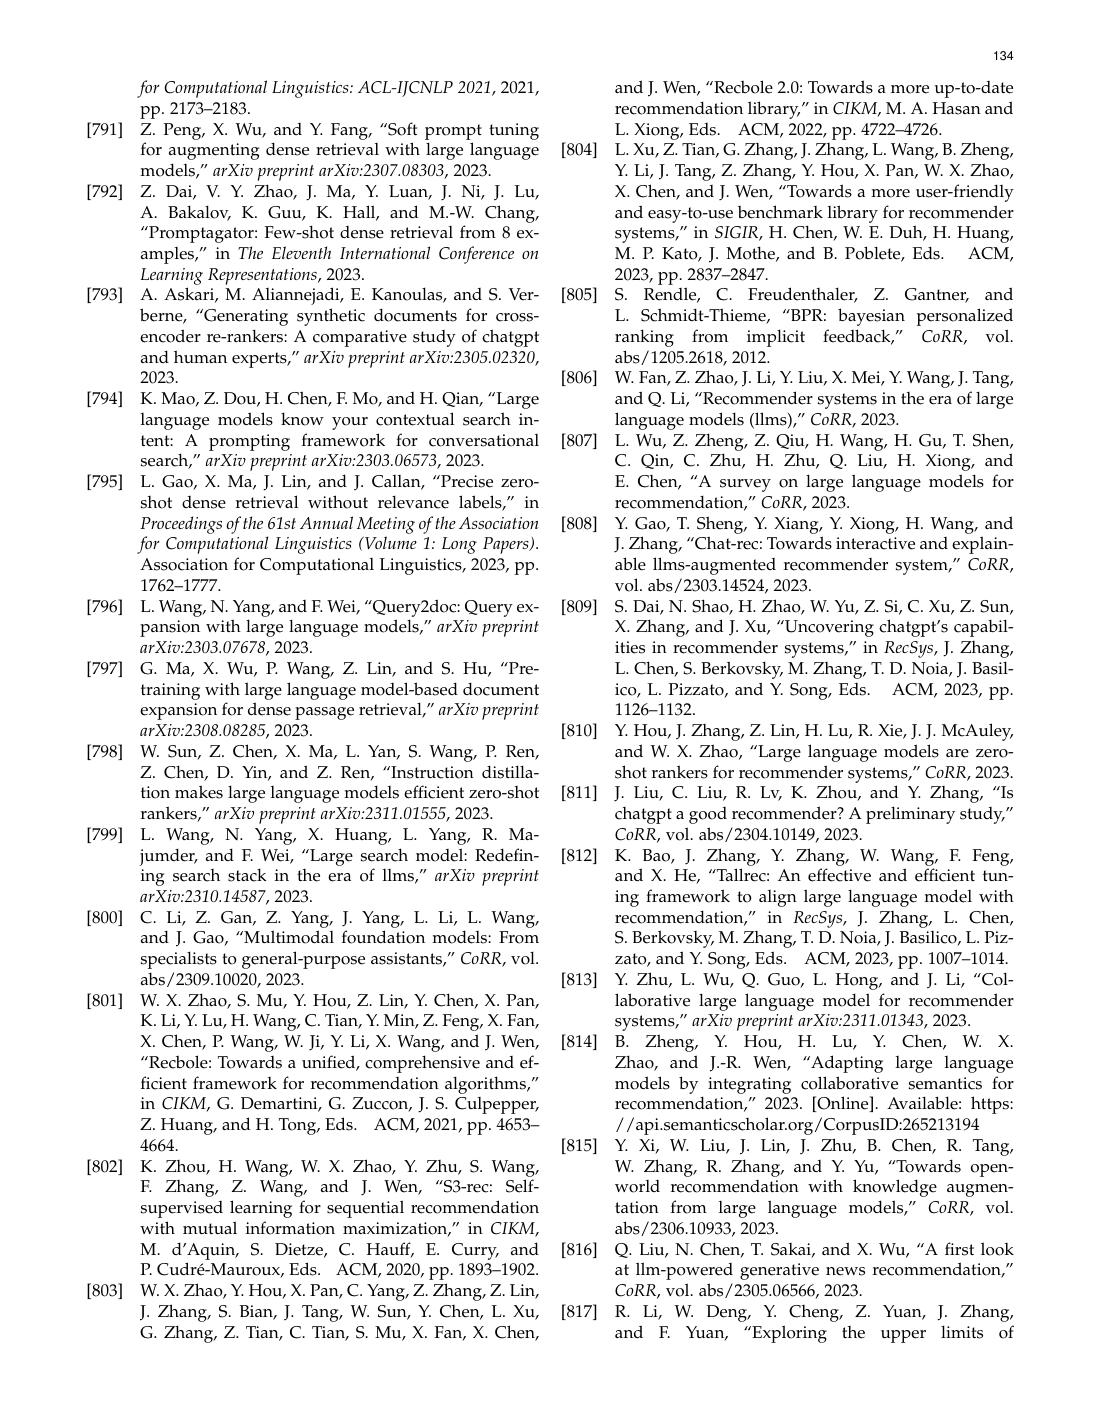 134
for Computational Linguistics: ACL-IJCNLP 2021, 2021,
pp. 2173–2183.
[791] Z. Peng, X. Wu, and Y. Fang, “Soft prompt tuning
for augmenting dense retrieval with large language
models,” arXiv preprint arXiv:2307.08303, 2023.
[792] Z. Dai, V. Y. Zhao, J. Ma, Y. Luan, J. Ni, J. Lu,
A. Bakalov, K. Guu, K. Hall, and M.-W. Chang,
“Promptagator: Few-shot dense retrieval from 8 ex-
amples,” in The Eleventh International Conference on
Learning Representations, 2023.
[793] A. Askari, M. Aliannejadi, E. Kanoulas, and S. Ver-
berne, “Generating synthetic documents for cross-
encoder re-rankers: A comparative study of chatgpt
and human experts,” arXiv preprint arXiv:2305.02320,
2023.
[794] K. Mao, Z. Dou, H. Chen, F. Mo, and H. Qian, “Large
language models know your contextual search in-
tent: A prompting framework for conversational
search,” arXiv preprint arXiv:2303.06573, 2023.
[795] L. Gao, X. Ma, J. Lin, and J. Callan, “Precise zero-
shot dense retrieval without relevance labels,” in
Proceedings of the 61st Annual Meeting of the Association
for Computational Linguistics (Volume 1: Long Papers).
Association for Computational Linguistics, 2023, pp.
1762–1777.
[796] L. Wang, N. Yang, and F. Wei, “Query2doc: Query ex-
pansion with large language models,” arXiv preprint
arXiv:2303.07678, 2023.
[797] G. Ma, X. Wu, P. Wang, Z. Lin, and S. Hu, “Pre-
training with large language model-based document
expansion for dense passage retrieval,” arXiv preprint
arXiv:2308.08285, 2023.
[798] W. Sun, Z. Chen, X. Ma, L. Yan, S. Wang, P. Ren,
Z. Chen, D. Yin, and Z. Ren, “Instruction distilla-
tion makes large language models efficient zero-shot
rankers,” arXiv preprint arXiv:2311.01555, 2023.
[799] L. Wang, N. Yang, X. Huang, L. Yang, R. Ma-
jumder, and F. Wei, “Large search model: Redefin-
ing search stack in the era of llms,” arXiv preprint
arXiv:2310.14587, 2023.
[800] C. Li, Z. Gan, Z. Yang, J. Yang, L. Li, L. Wang,
and J. Gao, “Multimodal foundation models: From
specialists to general-purpose assistants,” CoRR, vol.
abs/2309.10020, 2023.
[801] W. X. Zhao, S. Mu, Y. Hou, Z. Lin, Y. Chen, X. Pan,
K. Li, Y. Lu, H. Wang, C. Tian, Y. Min, Z. Feng, X. Fan,
X. Chen, P. Wang, W. Ji, Y. Li, X. Wang, and J. Wen,
“Recbole: Towards a unified, comprehensive and ef-
ficient framework for recommendation algorithms,”
in CIKM, G. Demartini, G. Zuccon, J. S. Culpepper,
Z. Huang, and H. Tong, Eds. ACM, 2021, pp. 4653–
4664.
[802] K. Zhou, H. Wang, W. X. Zhao, Y. Zhu, S. Wang,
F. Zhang, Z. Wang, and J. Wen, “S3-rec: Self-
supervised learning for sequential recommendation
with mutual information maximization,” in CIKM,
M. d’Aquin, S. Dietze, C. Hauff, E. Curry, and
P. Cudré-Mauroux, Eds. ACM, 2020, pp. 1893–1902.
[803] W. X. Zhao, Y. Hou, X. Pan, C. Yang, Z. Zhang, Z. Lin,
J. Zhang, S. Bian, J. Tang, W. Sun, Y. Chen, L. Xu,
G. Zhang, Z. Tian, C. Tian, S. Mu, X. Fan, X. Chen,
and J. Wen, “Recbole 2.0: Towards a more up-to-date
recommendation library,” in CIKM, M. A. Hasan and
L. Xiong, Eds. ACM, 2022, pp. 4722–4726.
[804] L. Xu, Z. Tian, G. Zhang, J. Zhang, L. Wang, B. Zheng,
Y. Li, J. Tang, Z. Zhang, Y. Hou, X. Pan, W. X. Zhao,
X. Chen, and J. Wen, “Towards a more user-friendly
and easy-to-use benchmark library for recommender
systems,” in SIGIR, H. Chen, W. E. Duh, H. Huang,
M. P. Kato, J. Mothe, and B. Poblete, Eds. ACM,
2023, pp. 2837–2847.
[805] S. Rendle, C. Freudenthaler, Z. Gantner, and
L. Schmidt-Thieme, “BPR: bayesian personalized
ranking from implicit feedback,” CoRR, vol.
abs/1205.2618, 2012.
[806] W. Fan, Z. Zhao, J. Li, Y. Liu, X. Mei, Y. Wang, J. Tang,
and Q. Li, “Recommender systems in the era of large
language models (llms),” CoRR, 2023.
[807] L. Wu, Z. Zheng, Z. Qiu, H. Wang, H. Gu, T. Shen,
C. Qin, C. Zhu, H. Zhu, Q. Liu, H. Xiong, and
E. Chen, “A survey on large language models for
recommendation,” CoRR, 2023.
[808] Y. Gao, T. Sheng, Y. Xiang, Y. Xiong, H. Wang, and
J. Zhang, “Chat-rec: Towards interactive and explain-
able llms-augmented recommender system,” CoRR,
vol. abs/2303.14524, 2023.
[809] S. Dai, N. Shao, H. Zhao, W. Yu, Z. Si, C. Xu, Z. Sun,
X. Zhang, and J. Xu, “Uncovering chatgpt’s capabil-
ities in recommender systems,” in RecSys, J. Zhang,
L. Chen, S. Berkovsky, M. Zhang, T. D. Noia, J. Basil-
ico, L. Pizzato, and Y. Song, Eds. ACM, 2023, pp.
1126–1132.
[810] Y. Hou, J. Zhang, Z. Lin, H. Lu, R. Xie, J. J. McAuley,
and W. X. Zhao, “Large language models are zero-
shot rankers for recommender systems,” CoRR, 2023.
[811] J. Liu, C. Liu, R. Lv, K. Zhou, and Y. Zhang, “Is
chatgpt a good recommender? A preliminary study,”
CoRR, vol. abs/2304.10149, 2023.
[812] K. Bao, J. Zhang, Y. Zhang, W. Wang, F. Feng,
and X. He, “Tallrec: An effective and efficient tun-
ing framework to align large language model with
recommendation,” in RecSys, J. Zhang, L. Chen,
S. Berkovsky, M. Zhang, T. D. Noia, J. Basilico, L. Piz-
zato, and Y. Song, Eds. ACM, 2023, pp. 1007–1014.
[813] Y. Zhu, L. Wu, Q. Guo, L. Hong, and J. Li, “Col-
laborative large language model for recommender
systems,” arXiv preprint arXiv:2311.01343, 2023.
[814] B. Zheng, Y. Hou, H. Lu, Y. Chen, W. X.
Zhao, and J.-R. Wen, “Adapting large language
models by integrating collaborative semantics for
recommendation,” 2023. [Online]. Available: https:
//api.semanticscholar.org/CorpusID:265213194
[815] Y. Xi, W. Liu, J. Lin, J. Zhu, B. Chen, R. Tang,
W. Zhang, R. Zhang, and Y. Yu, “Towards open-
world recommendation with knowledge augmen-
tation from large language models,” CoRR, vol.
abs/2306.10933, 2023.
[816] Q. Liu, N. Chen, T. Sakai, and X. Wu, “A first look
at llm-powered generative news recommendation,”
CoRR, vol. abs/2305.06566, 2023.
[817] R. Li, W. Deng, Y. Cheng, Z. Yuan, J. Zhang,
and F. Yuan, “Exploring the upper limits of